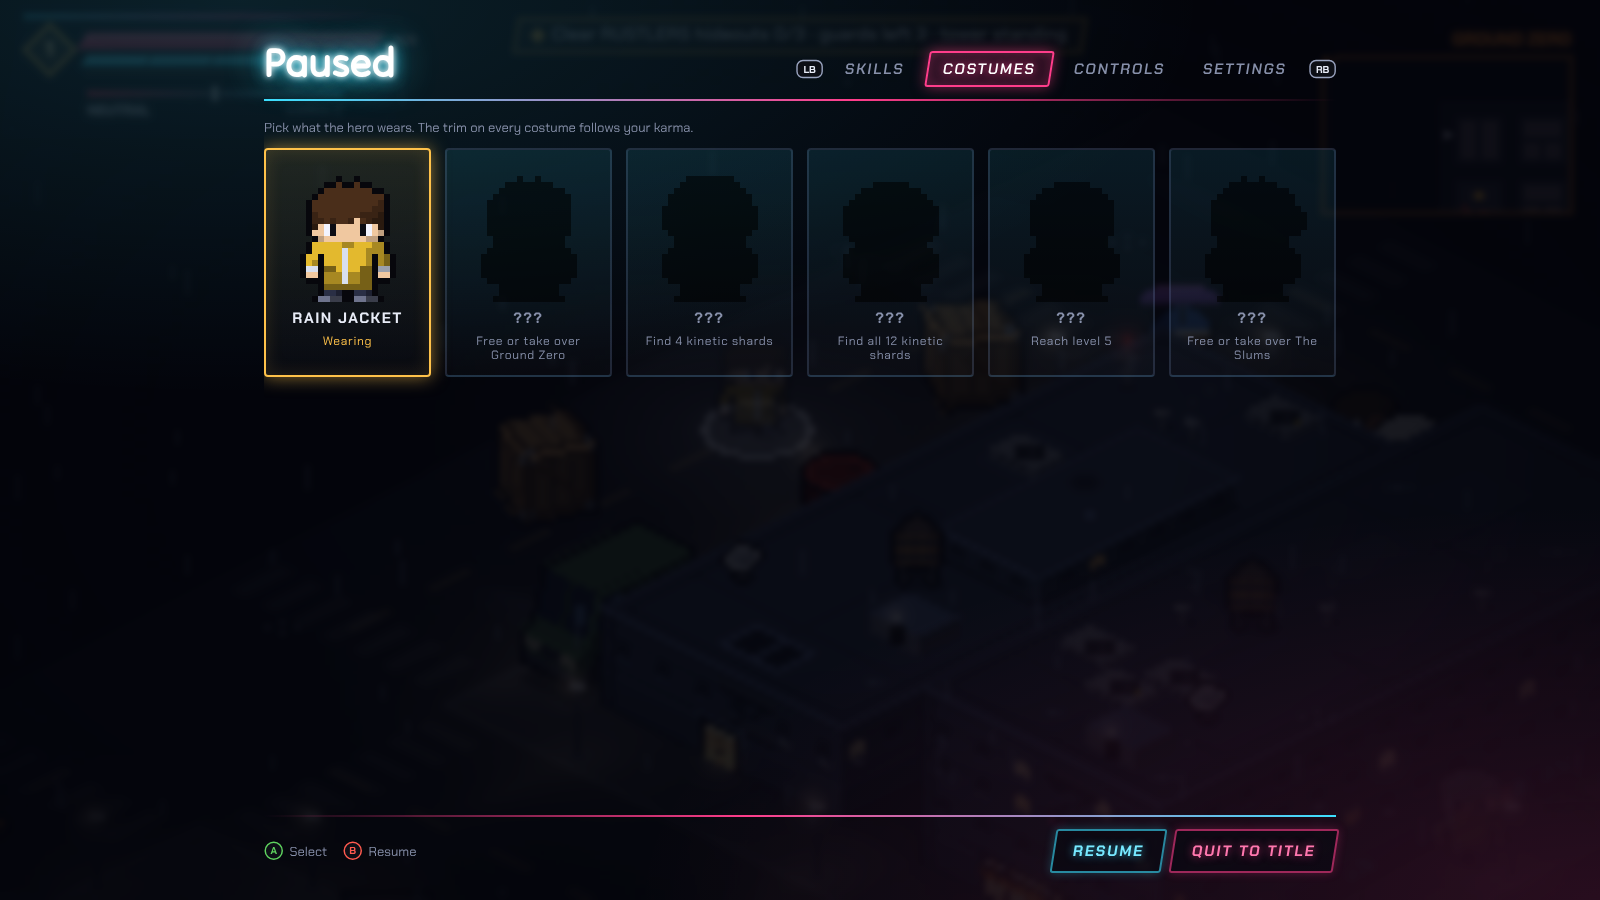 Paused
LB SKILLS COSTUMES CONTROLS SETTINGS RB
Pick what the hero wears. The trim on every costume follows your karma.
RAIN JACKET
Wearing
???
Free or take over
Ground Zero
???
Find 4 kinetic shards
???
Find all 12 kinetic
shards
???
Reach level 5
???
Free or take over The
Slums
A Select B Resume
RESUME QUIT TO TITLE